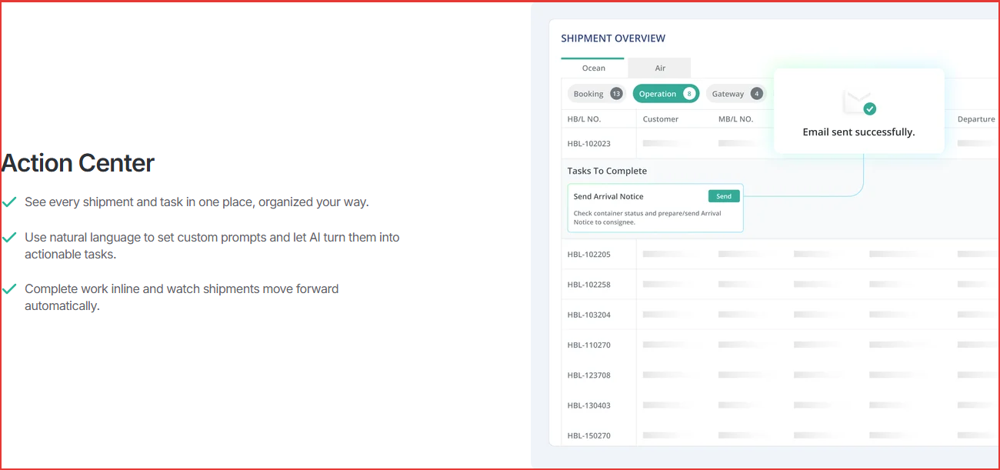 Action Center
See every shipment and task in one place, organized your way.
Use natural language to set custom prompts and let AI turn them into
actionable tasks.
Complete work inline and watch shipments move forward
automatically.
SHIPMENT OVERVIEW
Ocean Air
Booking 13 Operation 8 Gateway 4
Email sent successfully.
HB/L NO. Customer MB/L NO. Departure
HBL-102023
Tasks To Complete
Send Arrival Notice Send
Check container status and prepare/send Arrival
Notice to consignee.
HBL-102205
HBL-102258
HBL-103204
HBL-110270
HBL-123708
HBL-130403
HBL-150270